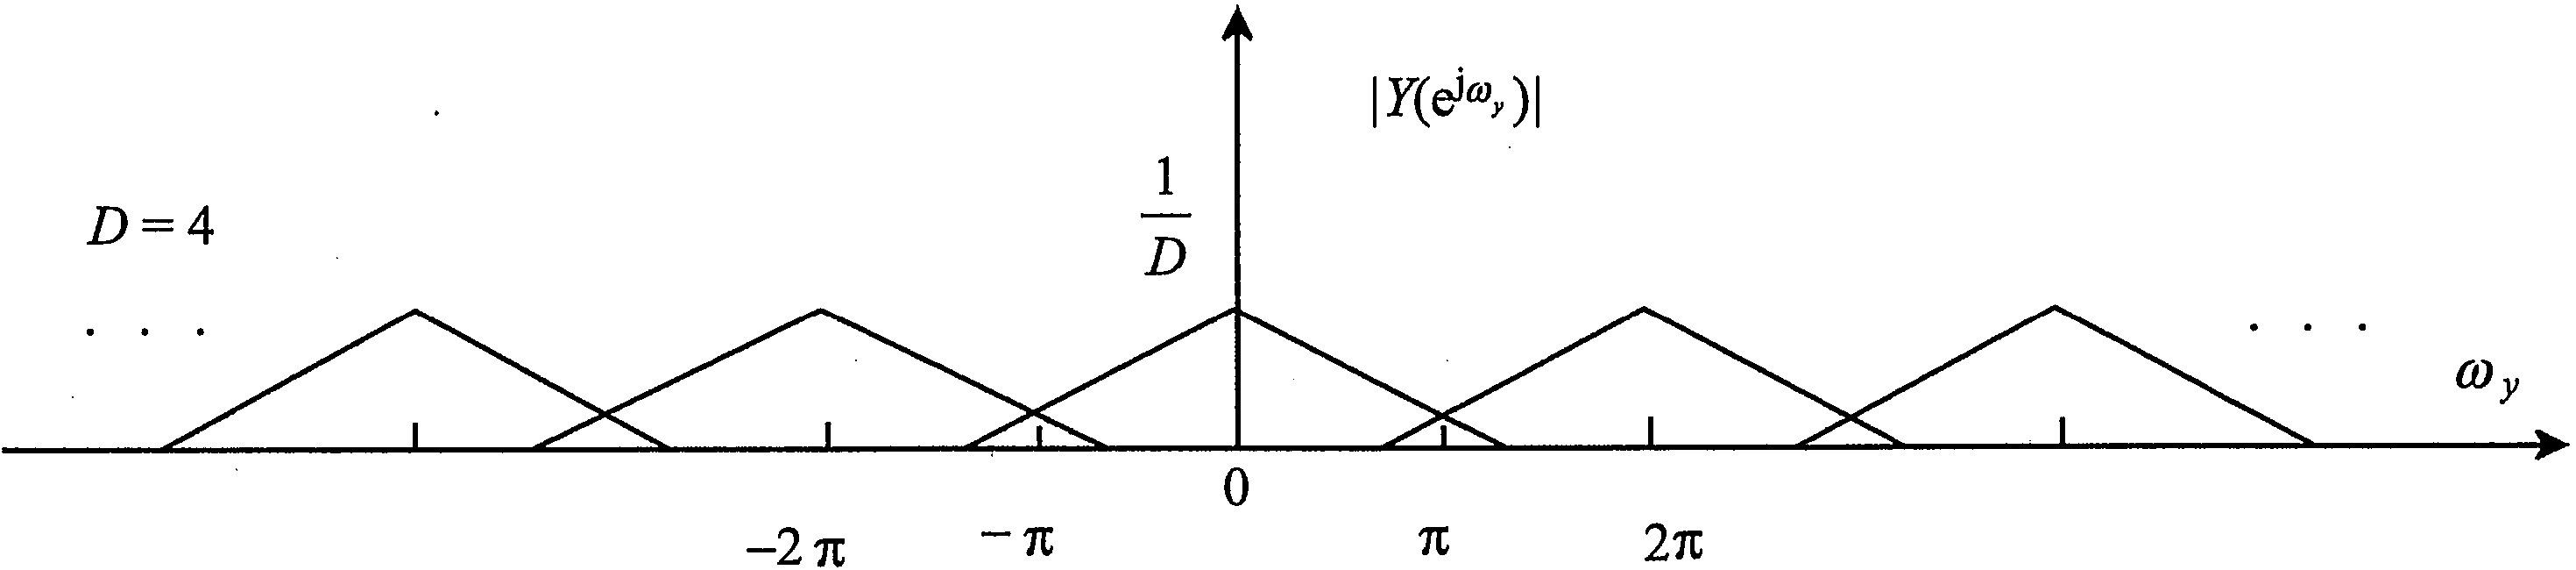 |Y(e^{jω_y})|
1
D
D = 4
. . .
. . .
ω_y
0
−2π
−π
π
2π